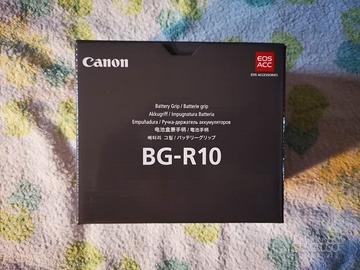 Canon
EOS
ACC
EOS ACCESSORIES
Battery Grip / Batterie grip
Akkugriff / Impugnatura Batteria
Empuñadura / Ручка-держатель аккумуляторов
电池盒兼手柄 / 電池手柄
배터리 그립 / バッテリーグリップ
BG-R10